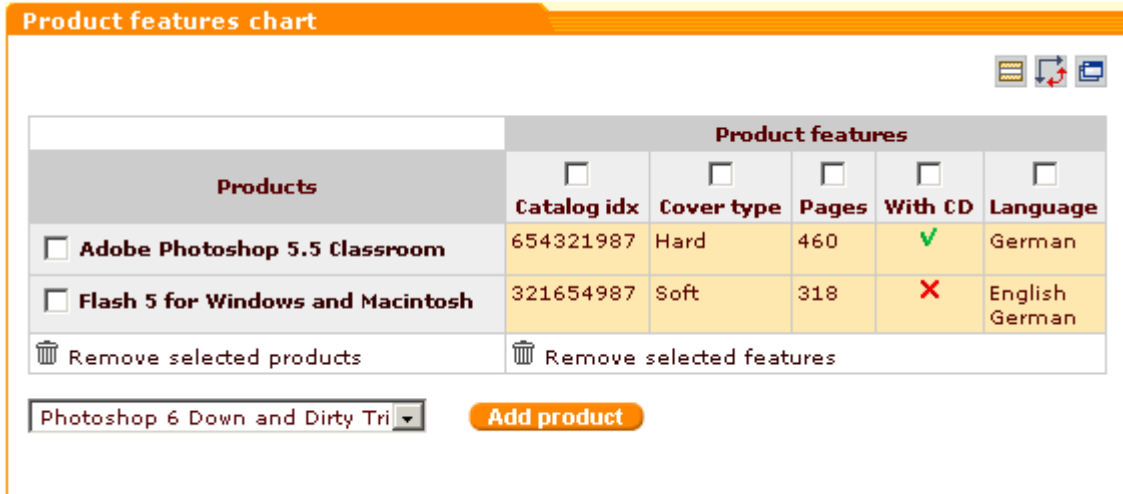 Product features chart
Product features
Products
Catalog idx Cover type Pages With CD Language
Adobe Photoshop 5.5 Classroom 654321987 Hard 460 German
Flash 5 for Windows and Macintosh 321654987 Soft 318 English
German
Remove selected products Remove selected features
Photoshop 6 Down and Dirty Tri Add product